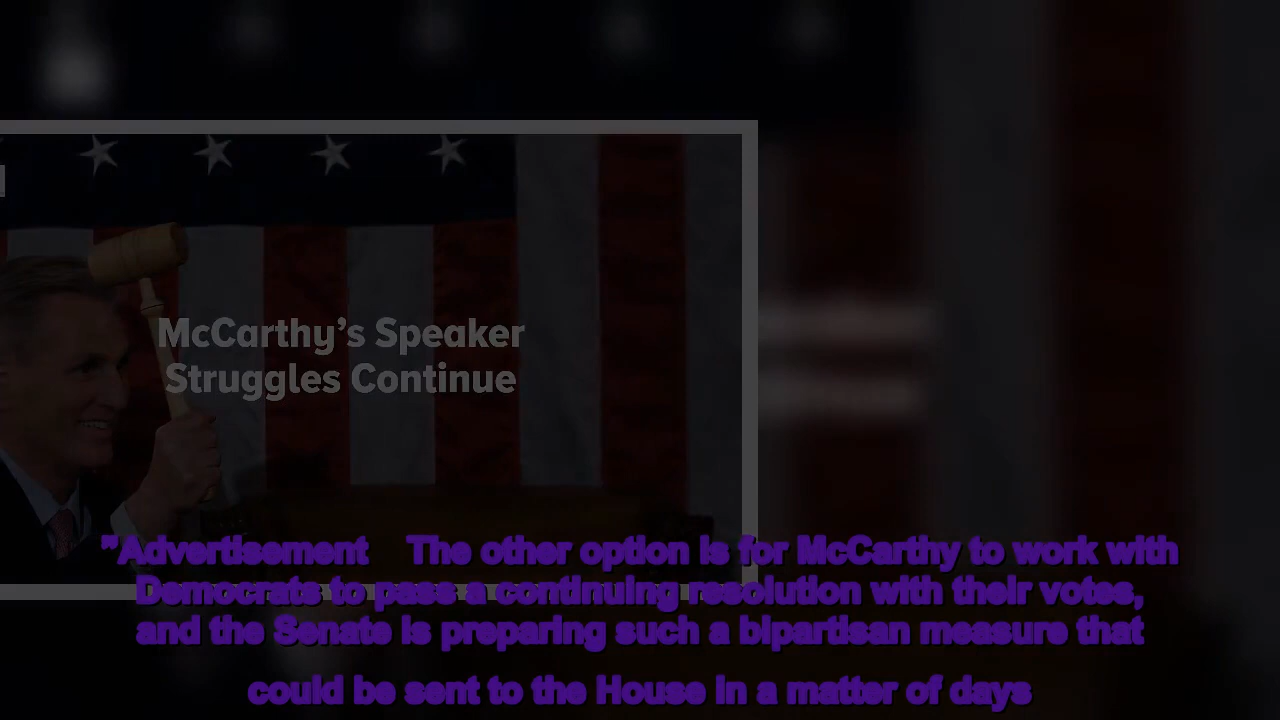 McCarthy's Speaker
Struggles Continue
"Advertisement The other option is for McCarthy to work with
Democrats to pass a continuing resolution with their votes,
and the Senate is preparing such a bipartisan measure that
could be sent to the House in a matter of days